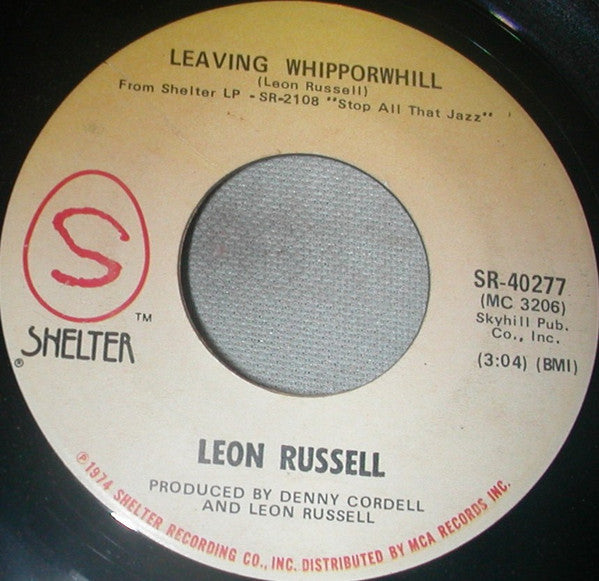 LEAVING WHIPPORWHILL
(Leon Russell)
From Shelter LP - SR-2108 "Stop All That Jazz"
S
TM
® SHELTER
SR-40277
(MC 3206)
Skyhill Pub.
Co., Inc.
(3:04) (BMI)
LEON RUSSELL
PRODUCED BY DENNY CORDELL
AND LEON RUSSELL
℗1974 SHELTER RECORDING CO., INC. DISTRIBUTED BY MCA RECORDS INC.